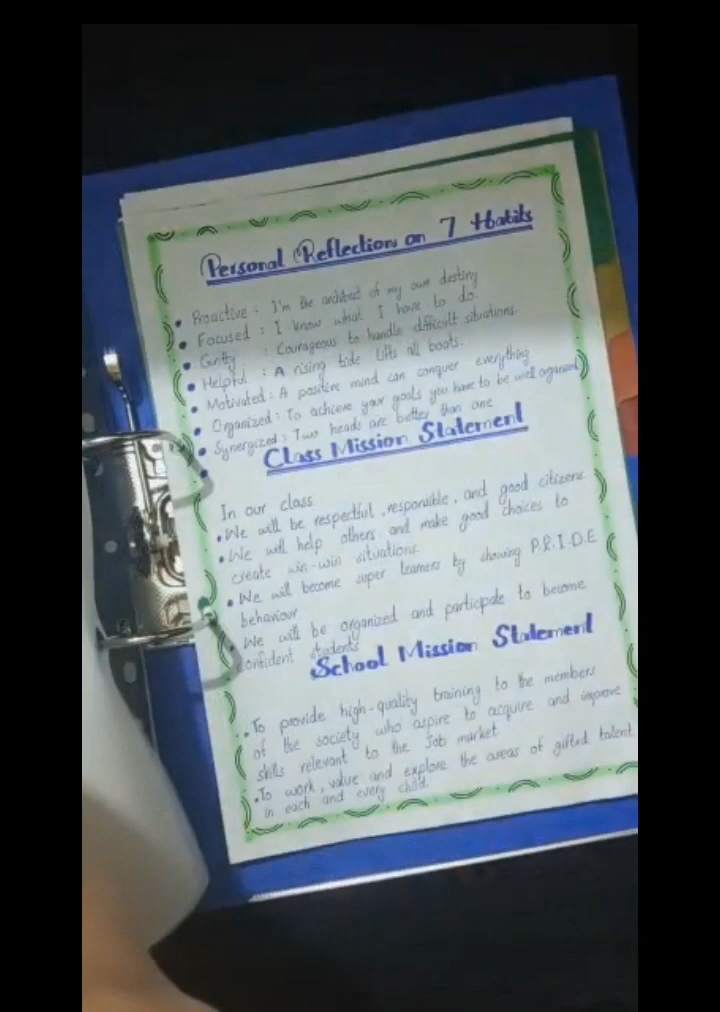 Personal Reflection on 7 Habits
Proactive : I'm the architect of my own destiny
Focused : I know what I have to do.
Gritty : Courageous to handle difficult situations.
Helpful : A rising tide lifts all boats.
Motivated : A positive mind can conquer everything
Organized : To achieve your goals you have to be well organized
Synergized : Two heads are better than one
Class Mission Statement
In our class
We will be respectful, responsible, and good citizens
We will help others and make good choices to
create win-win situations
We will become super learners by showing P.R.I.D.E
behaviour
We will be organized and participate to become
confident students
School Mission Statement
To provide high-quality training to the members
of the society who aspire to acquire and improve
skills relevant to the Job market
To work, value and explore the areas of gifted talent
in each and every child.